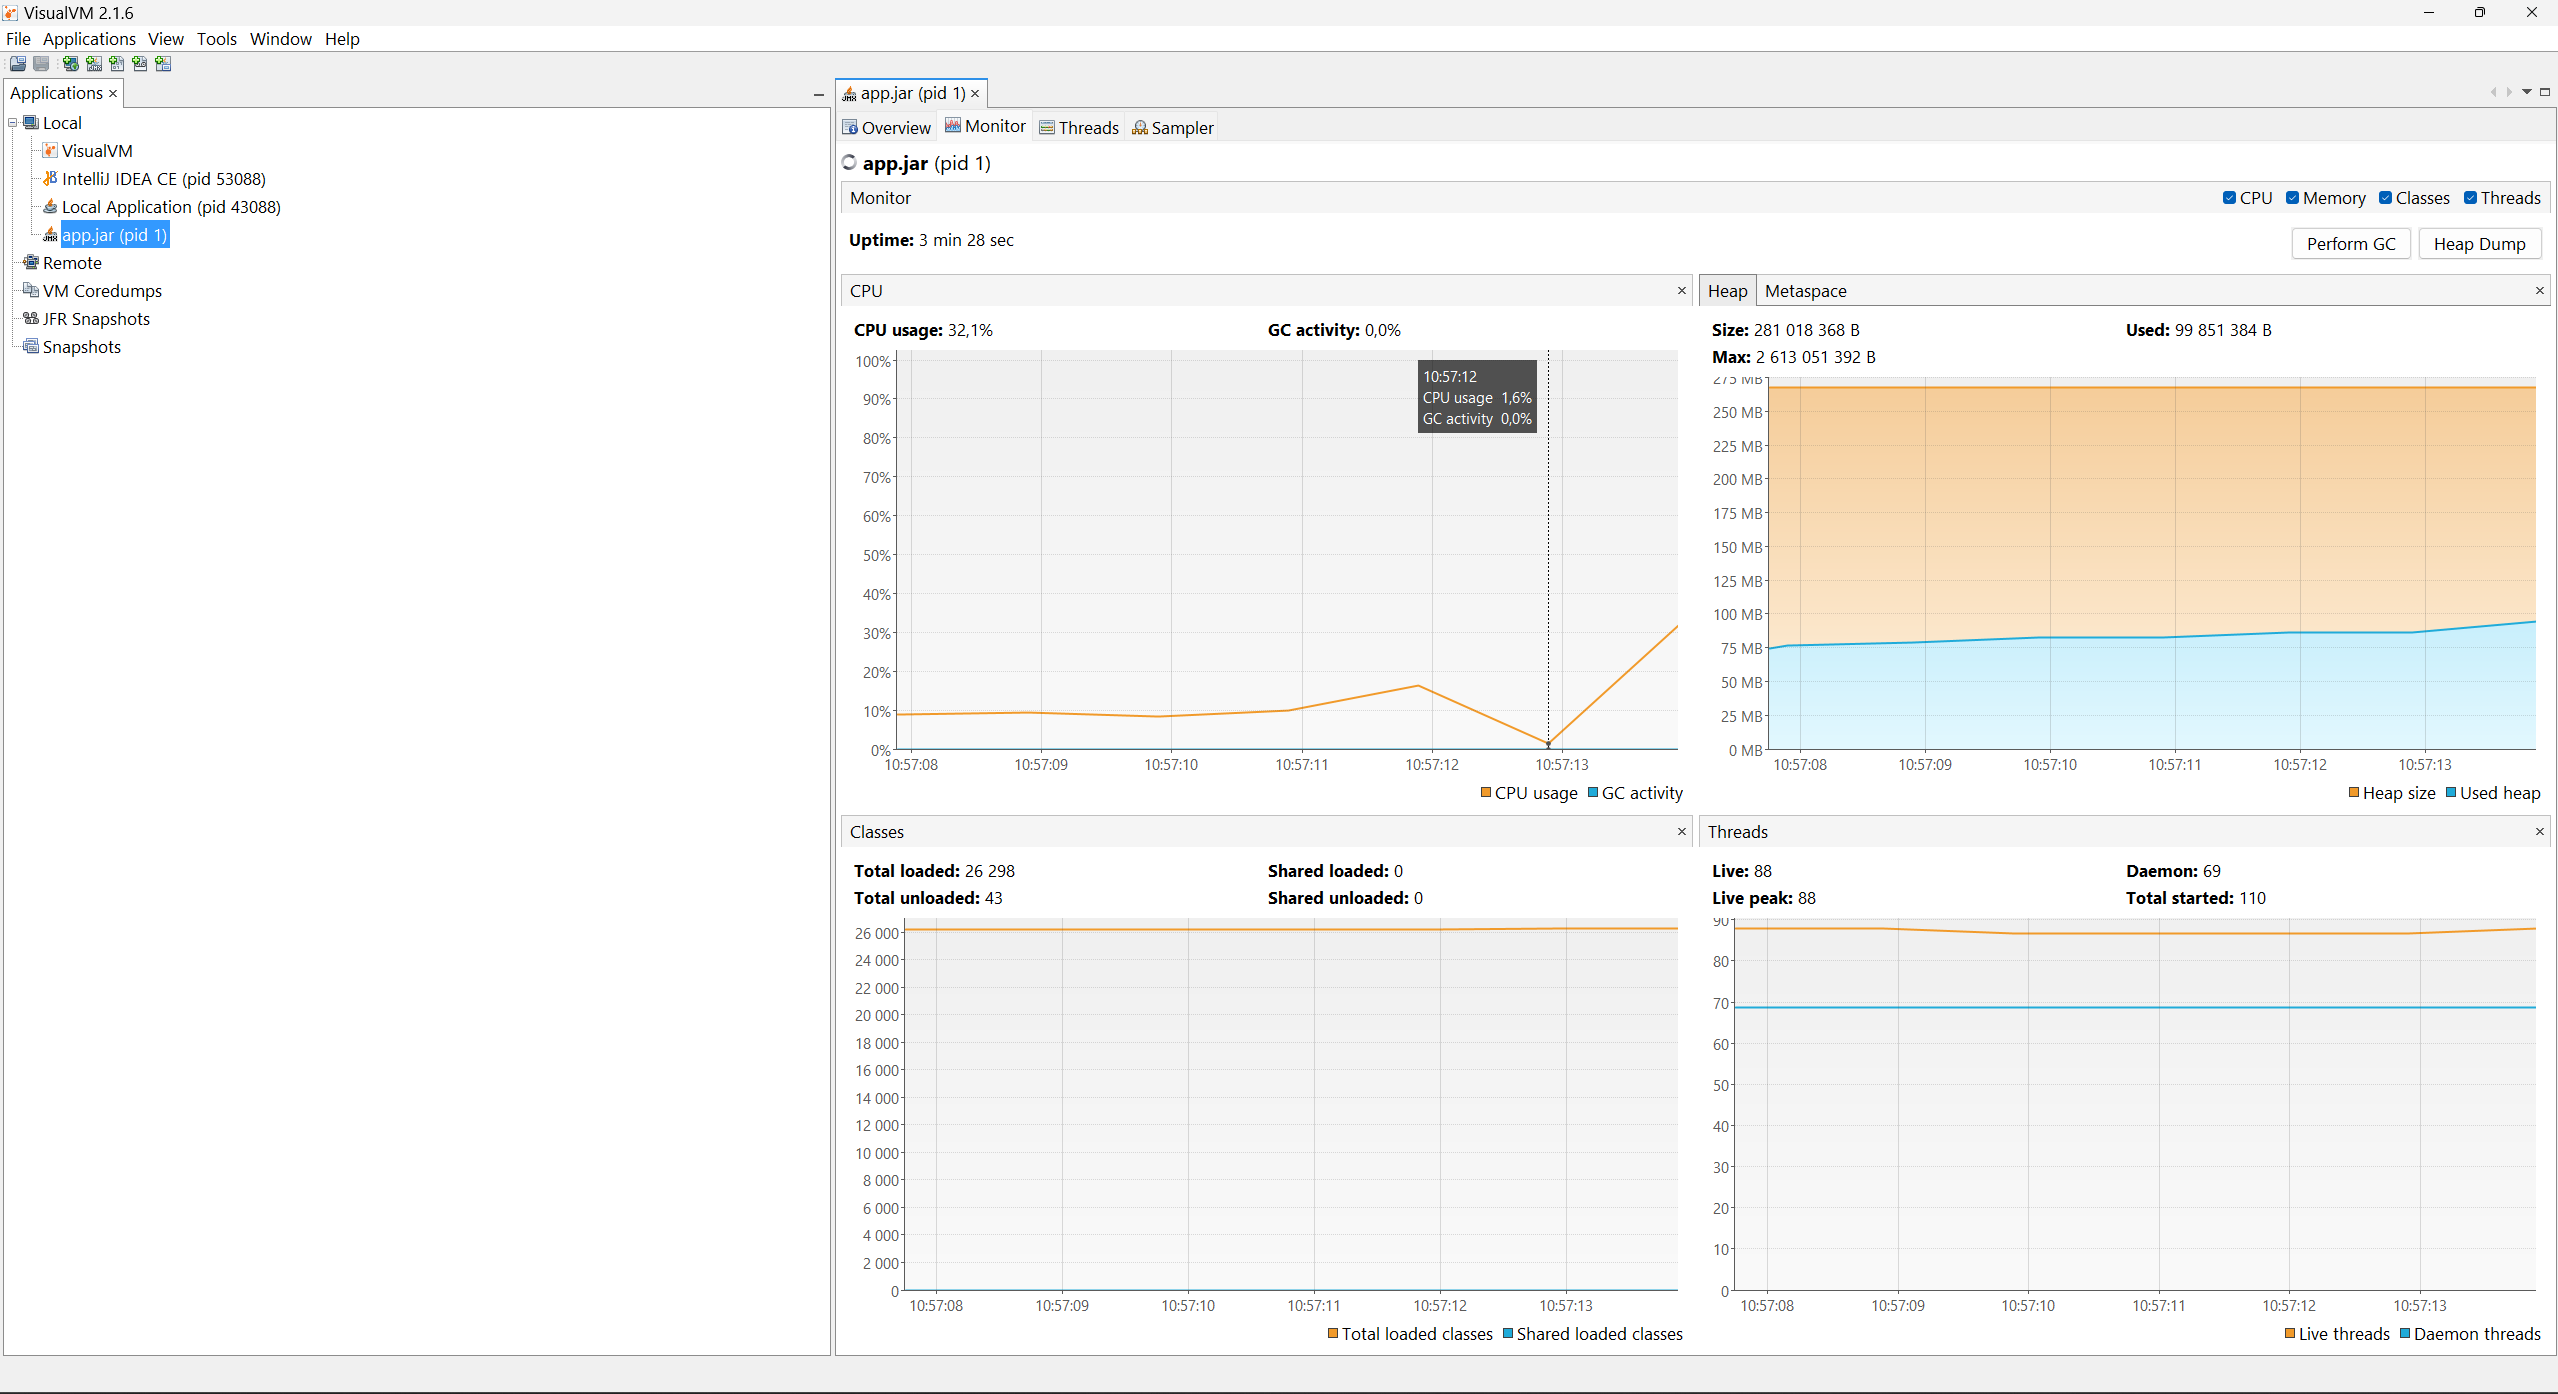 VisualVM 2.1.6
File Applications View Tools Window Help
Applications
Local
VisualVM
IntelliJ IDEA CE (pid 53088)
Local Application (pid 43088)
app.jar (pid 1)
Remote
VM Coredumps
JFR Snapshots
Snapshots
app.jar (pid 1)
Overview Monitor Threads Sampler
app.jar (pid 1)
Monitor
CPU Memory Classes Threads
Uptime: 3 min 28 sec
Perform GC Heap Dump
CPU
CPU usage: 32,1% GC activity: 0,0%
100%
90%
80%
70%
60%
50%
40%
30%
20%
10%
0%
10:57:12
CPU usage 1,6%
GC activity 0,0%
10:57:08 10:57:09 10:57:10 10:57:11 10:57:12 10:57:13
CPU usage GC activity
Heap Metaspace
Size: 281 018 368 B Used: 99 851 384 B
Max: 2 613 051 392 B
275 MB
250 MB
225 MB
200 MB
175 MB
150 MB
125 MB
100 MB
75 MB
50 MB
25 MB
0 MB
10:57:08 10:57:09 10:57:10 10:57:11 10:57:12 10:57:13
Heap size Used heap
Classes
Total loaded: 26 298 Shared loaded: 0
Total unloaded: 43 Shared unloaded: 0
26 000
24 000
22 000
20 000
18 000
16 000
14 000
12 000
10 000
8 000
6 000
4 000
2 000
0
10:57:08 10:57:09 10:57:10 10:57:11 10:57:12 10:57:13
Total loaded classes Shared loaded classes
Threads
Live: 88 Daemon: 69
Live peak: 88 Total started: 110
90
80
70
60
50
40
30
20
10
0
10:57:08 10:57:09 10:57:10 10:57:11 10:57:12 10:57:13
Live threads Daemon threads